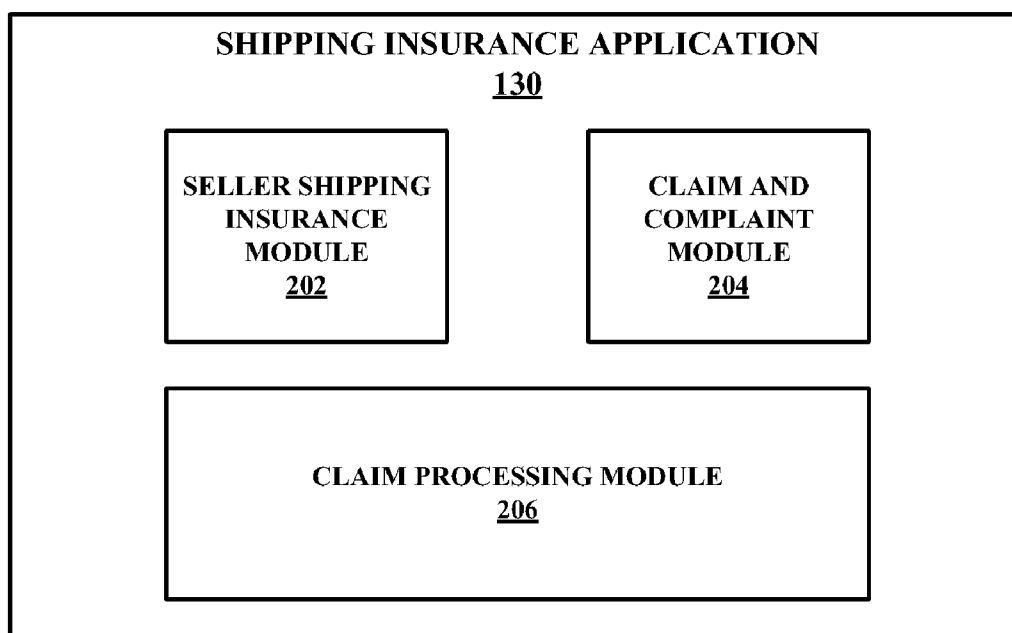 SHIPPING INSURANCE APPLICATION
130
SELLER SHIPPING
INSURANCE
MODULE
202
CLAIM AND
COMPLAINT
MODULE
204
CLAIM PROCESSING MODULE
206